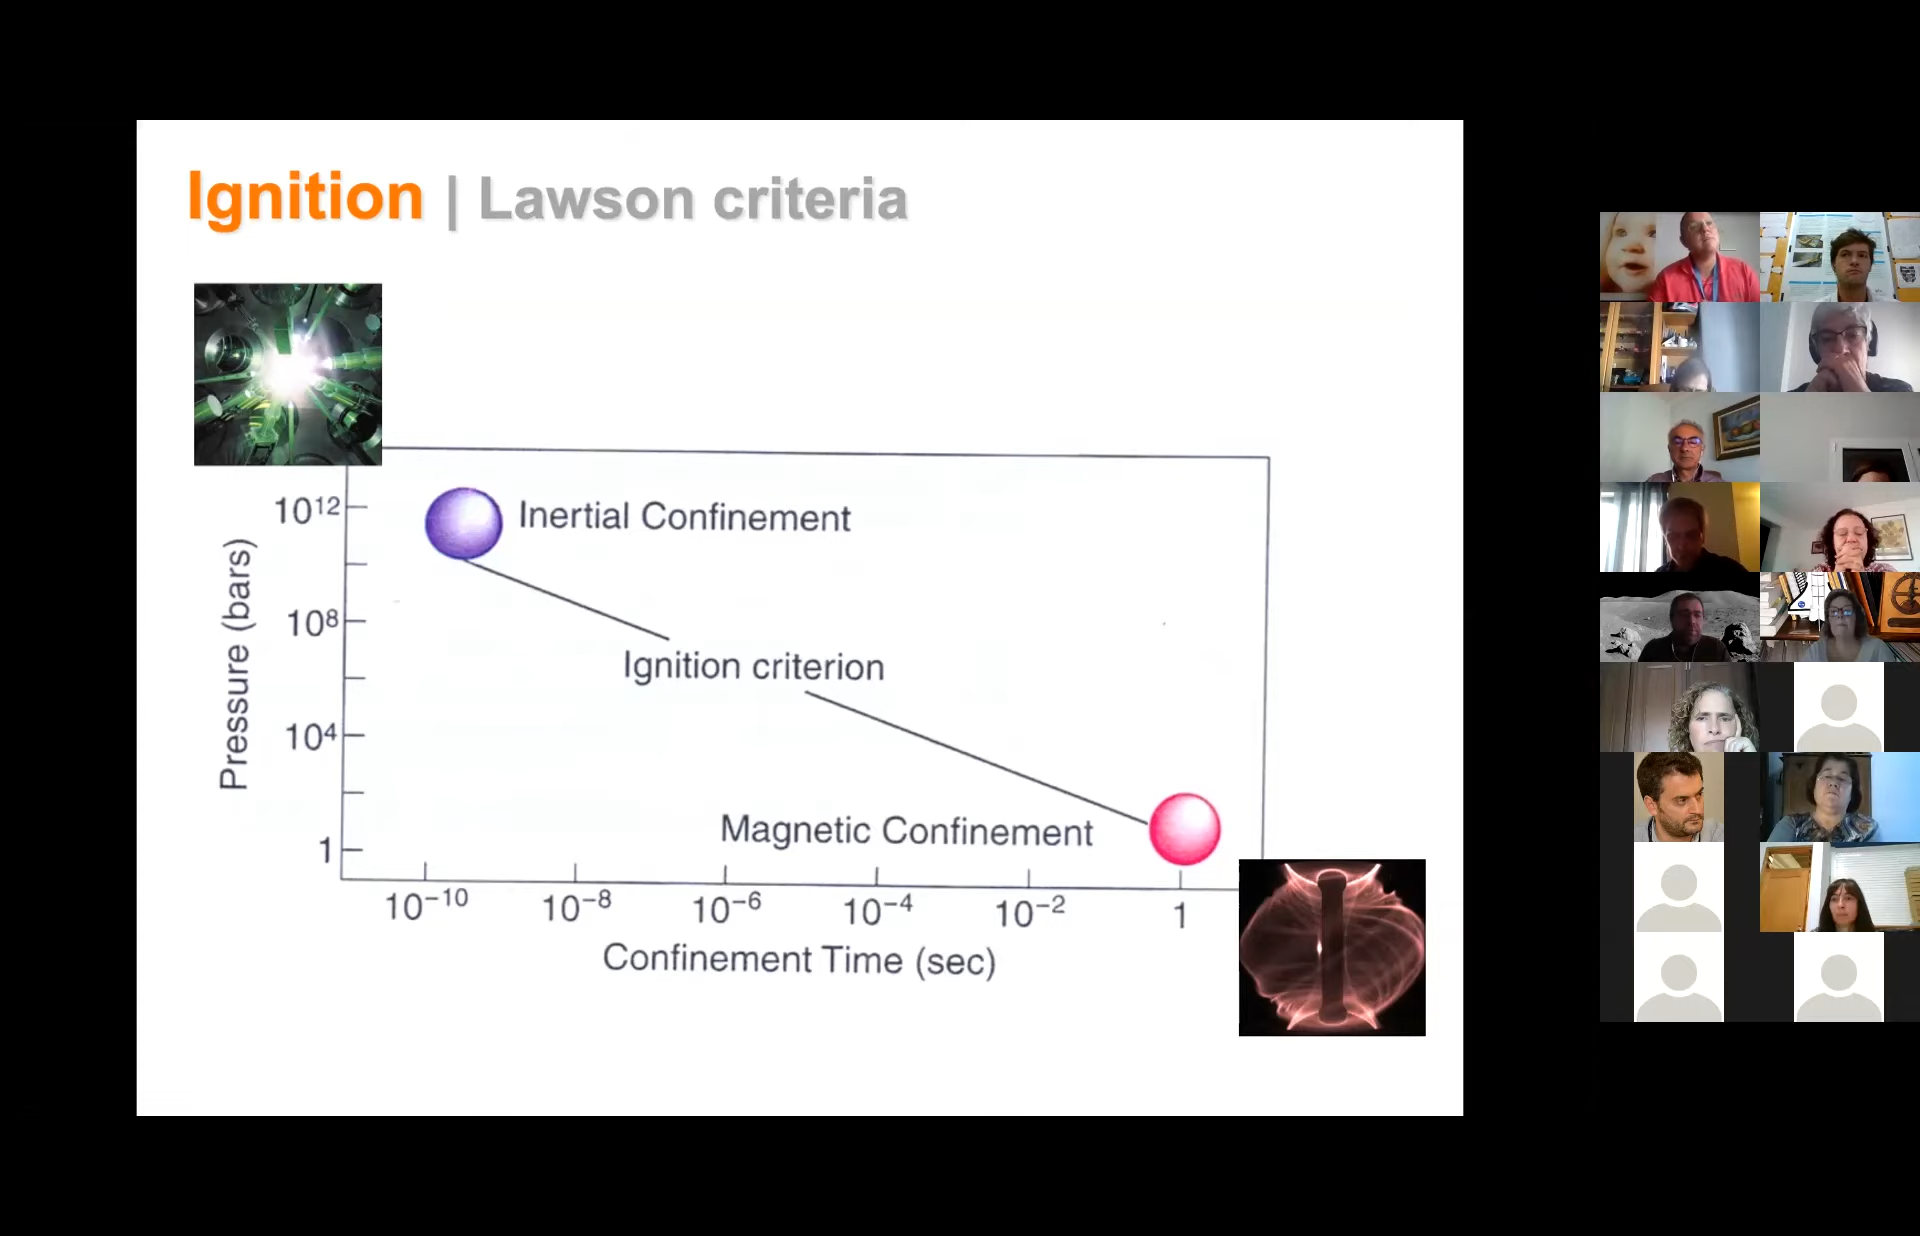 Ignition | Lawson criteria
10¹²
Inertial Confinement
10⁸
Ignition criterion
Pressure (bars)
10⁴
Magnetic Confinement
1
10⁻¹⁰ 10⁻⁸ 10⁻⁶ 10⁻⁴ 10⁻² 1
Confinement Time (sec)